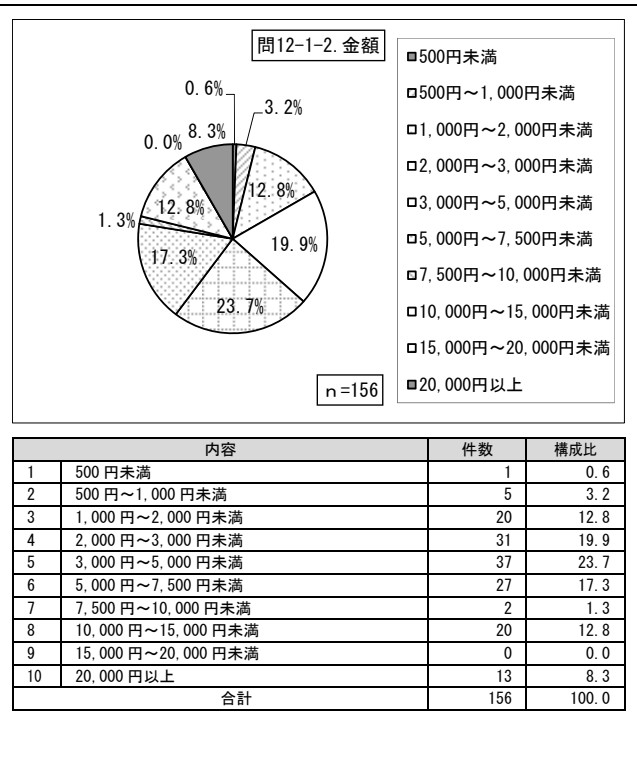 問12-1-2.金額
0.6%
3.2%
8.3%
0.0%
12.8%
12.8%
1.3%
19.9%
17.3%
23.7%
n=156
500円未満
500円～1,000円未満
1,000円～2,000円未満
2,000円～3,000円未満
3,000円～5,000円未満
5,000円～7,500円未満
7,500円～10,000円未満
10,000円～15,000円未満
15,000円～20,000円未満
20,000円以上
内容 件数 構成比
1 500円未満 1 0.6
2 500円～1,000円未満 5 3.2
3 1,000円～2,000円未満 20 12.8
4 2,000円～3,000円未満 31 19.9
5 3,000円～5,000円未満 37 23.7
6 5,000円～7,500円未満 27 17.3
7 7,500円～10,000円未満 2 1.3
8 10,000円～15,000円未満 20 12.8
9 15,000円～20,000円未満 0 0.0
10 20,000円以上 13 8.3
合計 156 100.0